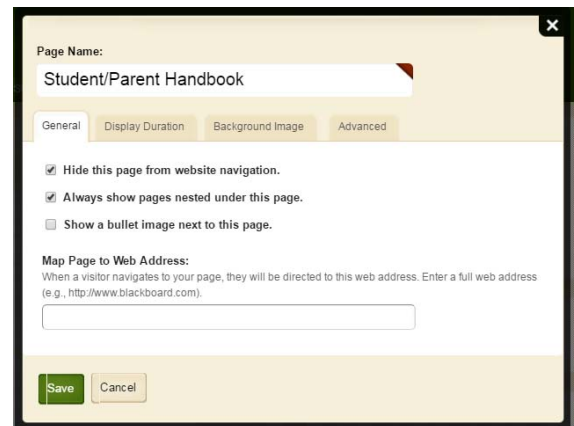 Page Name:
Student/Parent Handbook
General Display Duration Background Image Advanced
Hide this page from website navigation.
Always show pages nested under this page.
Show a bullet image next to this page.
Map Page to Web Address:
When a visitor navigates to your page, they will be directed to this web address. Enter a full web address
(e.g., http://www.blackboard.com).
Save Cancel